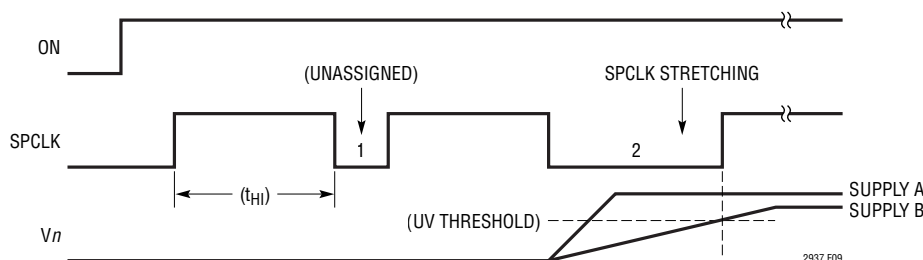 ON
(UNASSIGNED)
SPCLK STRETCHING
SPCLK
1
2
(tHI)
SUPPLY A
(UV THRESHOLD)
SUPPLY B
Vn
2937 F09